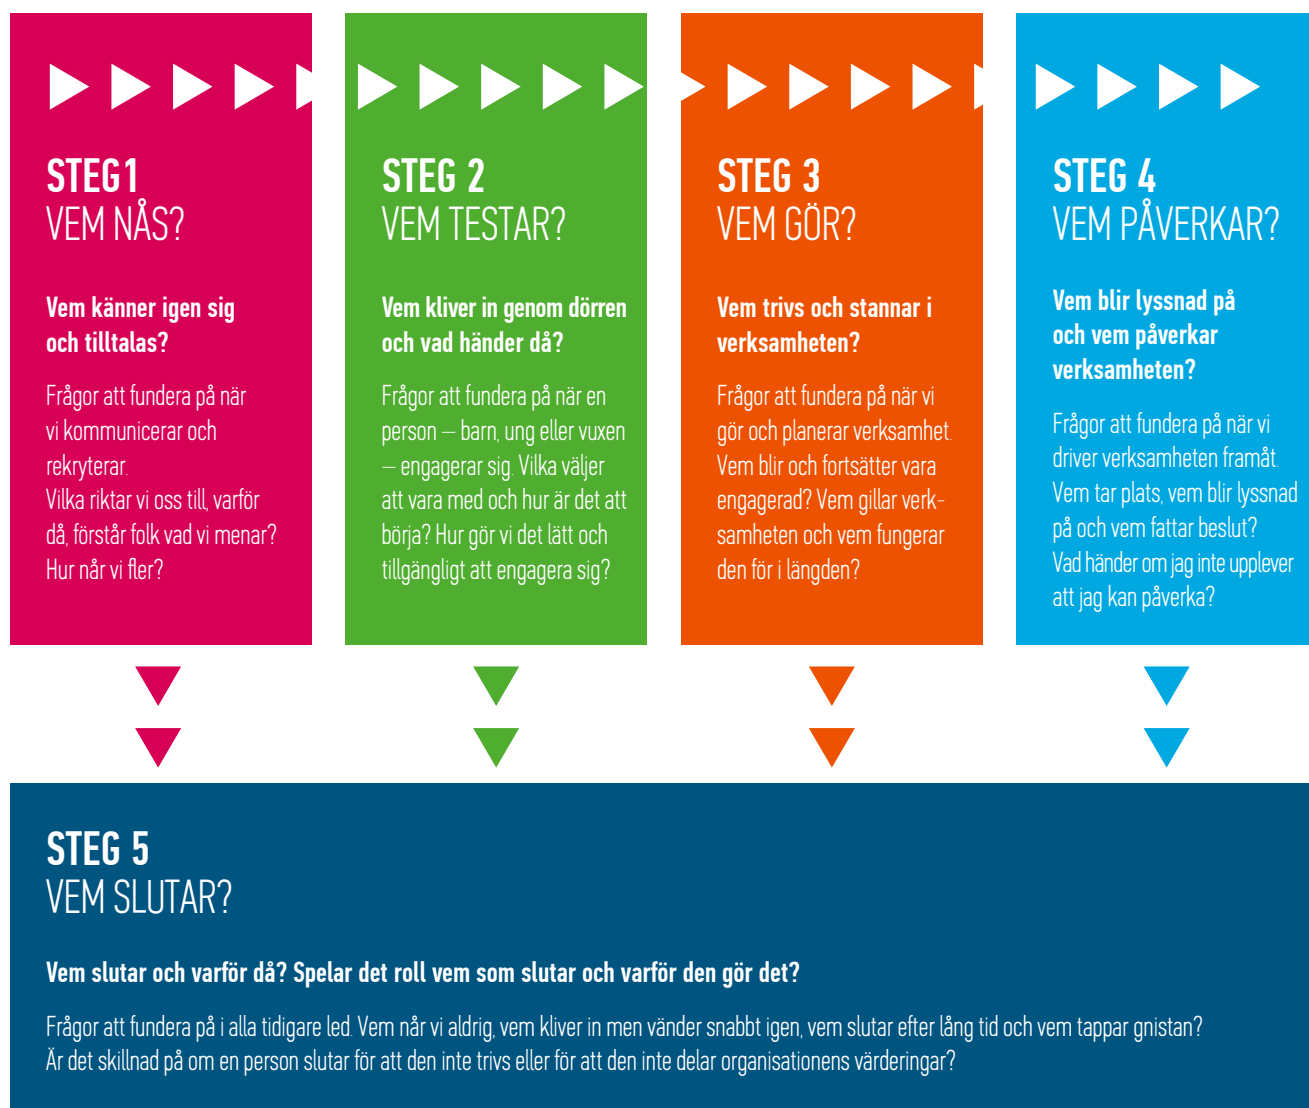 STEG1
VEM NÅS?
Vem känner igen sig
och tilltalas?
Frågor att fundera på när
vi kommunicerar och
rekryterar.
Vilka riktar vi oss till, varför
då, förstår folk vad vi menar?
Hur når vi fler?
STEG 2
VEM TESTAR?
Vem kliver in genom dörren
och vad händer då?
Frågor att fundera på när en
person – barn, ung eller vuxen
– engagerar sig. Vilka väljer
att vara med och hur är det att
börja? Hur gör vi det lätt och
tillgängligt att engagera sig?
STEG 3
VEM GÖR?
Vem trivs och stannar i
verksamheten?
Frågor att fundera på när vi
gör och planerar verksamhet.
Vem blir och fortsätter vara
engagerad? Vem gillar verk-
samheten och vem fungerar
den för i längden?
STEG 4
VEM PÅVERKAR?
Vem blir lyssnad på
och vem påverkar
verksamheten?
Frågor att fundera på när vi
driver verksamheten framåt.
Vem tar plats, vem blir lyssnad
på och vem fattar beslut?
Vad händer om jag inte upplever
att jag kan påverka?
STEG 5
VEM SLUTAR?
Vem slutar och varför då? Spelar det roll vem som slutar och varför den gör det?
Frågor att fundera på i alla tidigare led. Vem når vi aldrig, vem kliver in men vänder snabbt igen, vem slutar efter lång tid och vem tappar gnistan?
Är det skillnad på om en person slutar för att den inte trivs eller för att den inte delar organisationens värderingar?